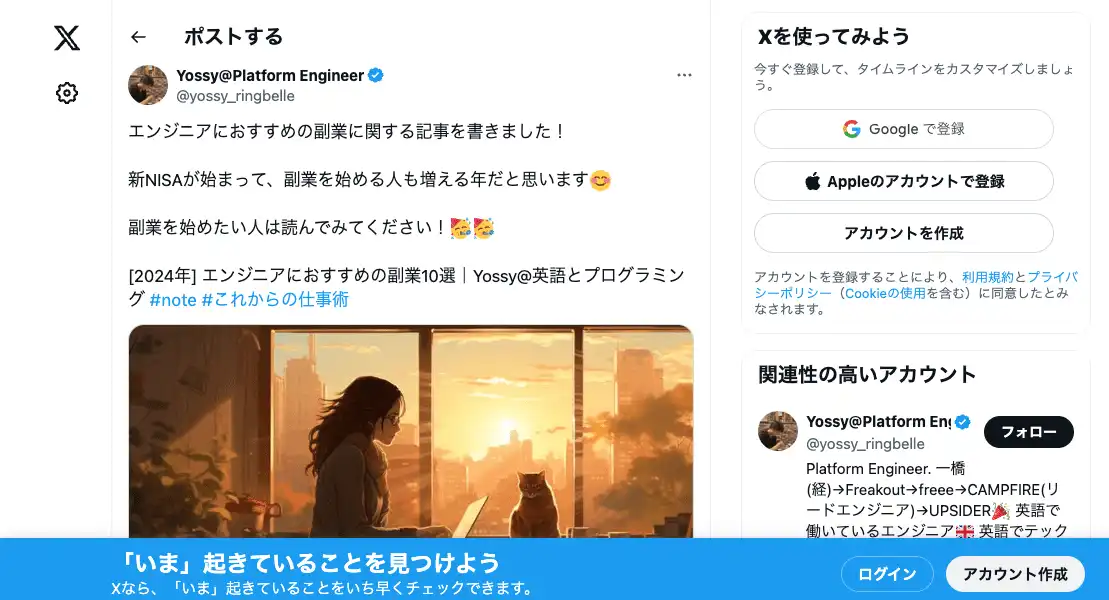 ポストする
Yossy@Platform Engineer
@yossy_ringbelle
エンジニアにおすすめの副業に関する記事を書きました！
新NISAが始まって、副業を始める人も増える年だと思います😊
副業を始めたい人は読んでみてください！🥳🥳
[2024年] エンジニアにおすすめの副業10選｜Yossy@英語とプログラミン
グ #note #これからの仕事術
Xを使ってみよう
今すぐ登録して、タイムラインをカスタマイズしましょ
う。
Google で登録
Appleのアカウントで登録
アカウントを作成
アカウントを登録することにより、利用規約とプライバ
シーポリシー（Cookieの使用を含む）に同意したとみ
なされます。
関連性の高いアカウント
Yossy@Platform Eng
@yossy_ringbelle
フォロー
Platform Engineer. 一橋
(経)→Freakout→freee→CAMPFIRE(リ
ードエンジニア)→UPSIDER🎉 英語で
働いているエンジニア🇬🇧 英語でテック
「いま」起きていることを見つけよう
Xなら、「いま」起きていることをいち早くチェックできます。
ログイン
アカウント作成